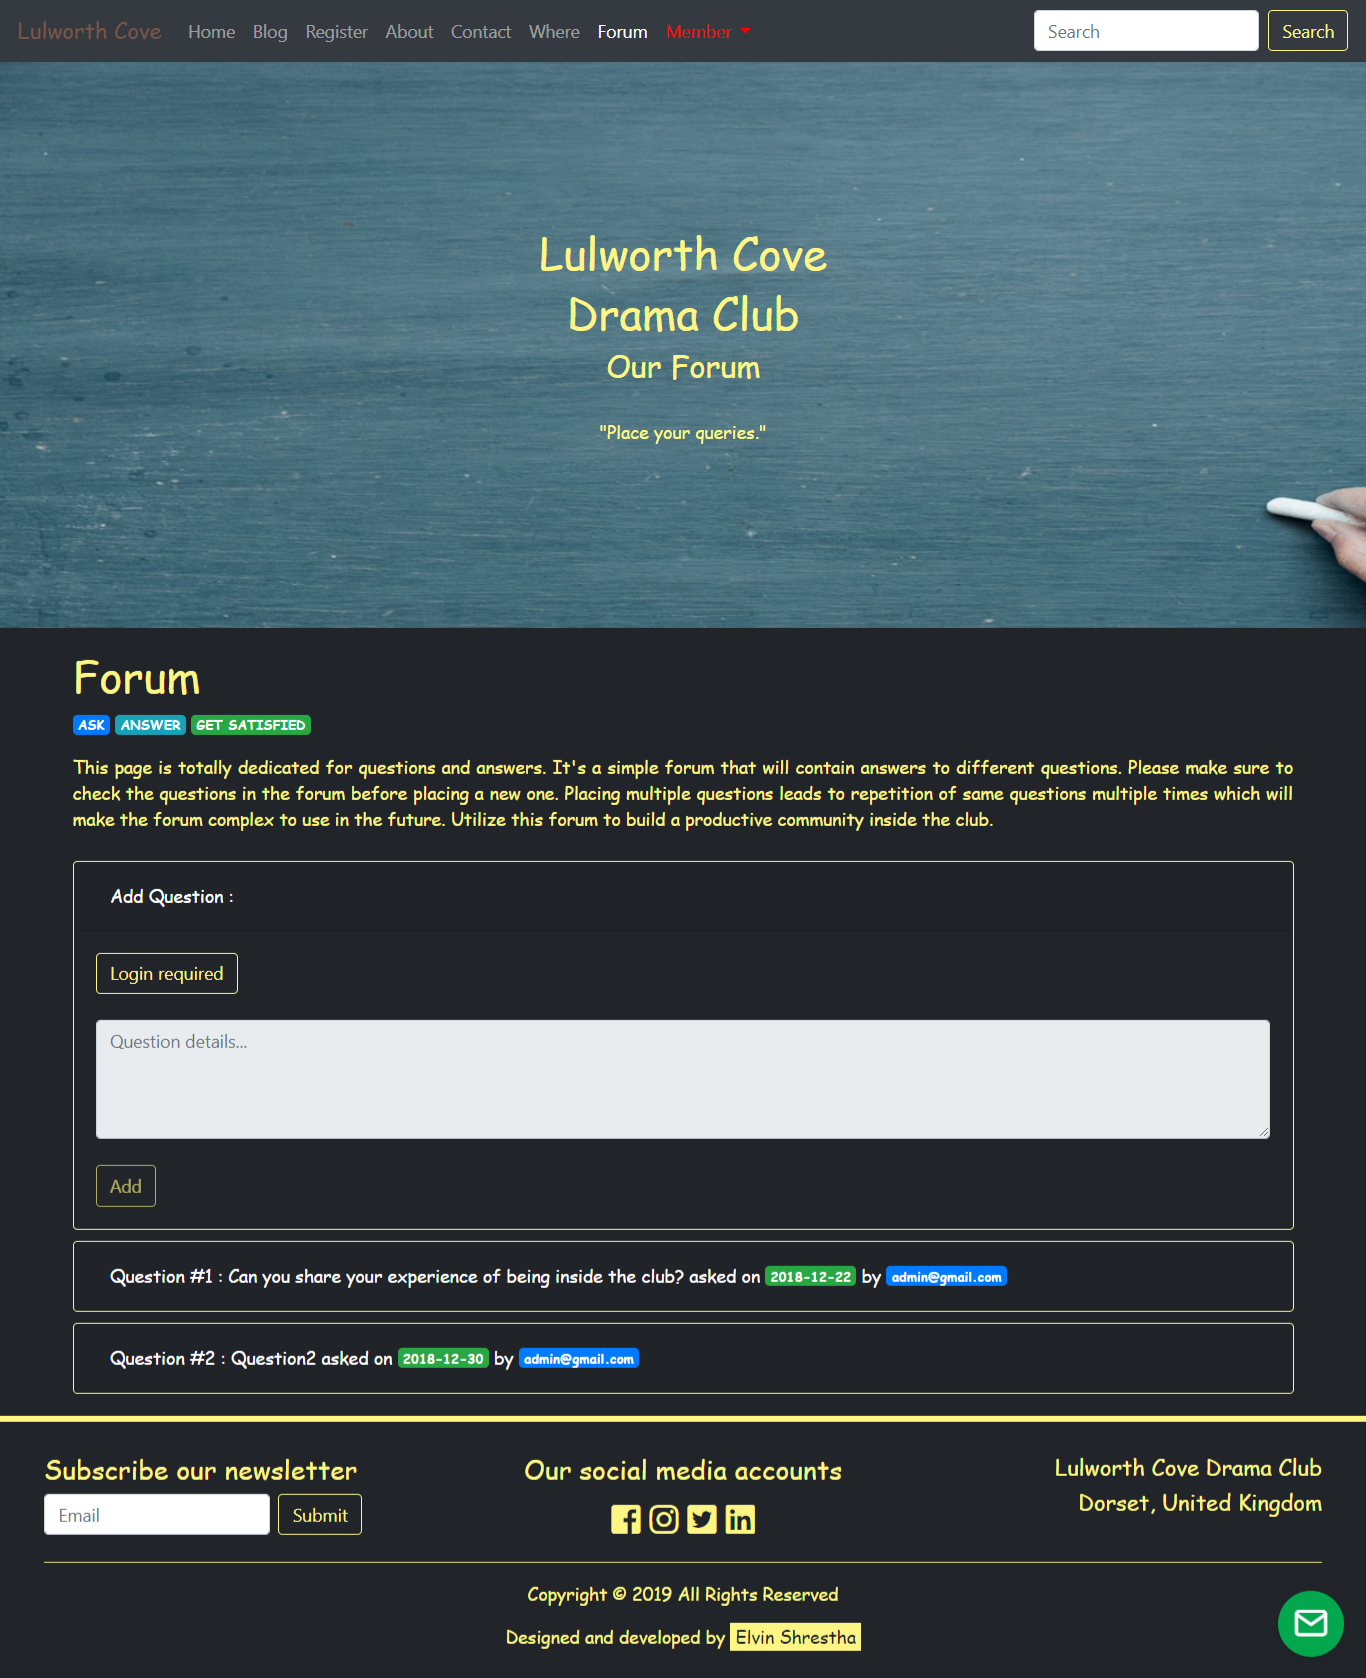 Lulworth Cove Home Blog Register About Contact Where Forum Member Search Search
Lulworth Cove
Drama Club
Our Forum
"Place your queries."
Forum
ASK ANSWER GET SATISFIED
This page is totally dedicated for questions and answers. It's a simple forum that will contain answers to different questions. Please make sure to
check the questions in the forum before placing a new one. Placing multiple questions leads to repetition of same questions multiple times which will
make the forum complex to use in the future. Utilize this forum to build a productive community inside the club.
Add Question :
Login required
Question details...
Add
Question #1 : Can you share your experience of being inside the club? asked on 2018-12-22 by admin@gmail.com
Question #2 : Question2 asked on 2018-12-30 by admin@gmail.com
Subscribe our newsletter
Email Submit
Our social media accounts
Lulworth Cove Drama Club
Dorset, United Kingdom
Copyright © 2019 All Rights Reserved
Designed and developed by Elvin Shrestha